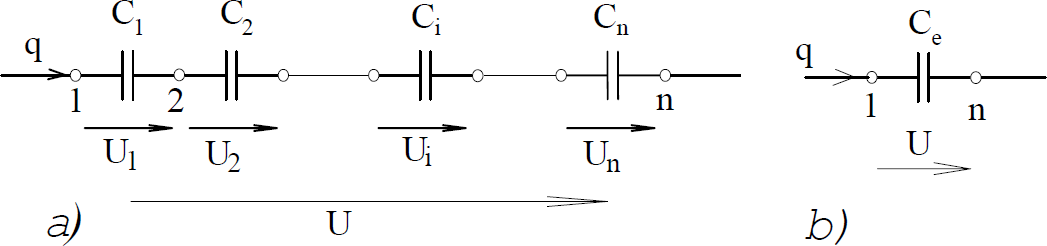 C1 C2 Ci Cn
q
1 2 n
U1 U2 Ui Un
U
a)
Ce
q
1 n
U
b)